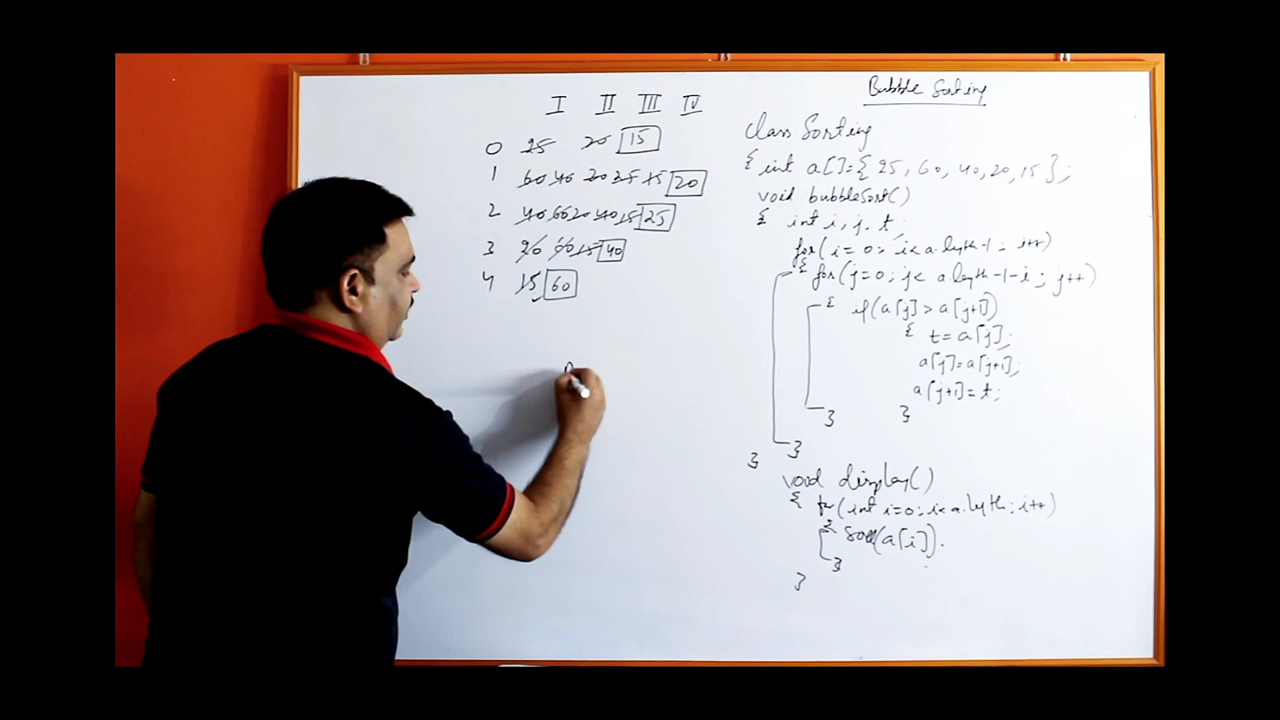 I II III IV
0 25 20 15
1 60 40 20 25 15 20
2 40 60 20 40 15 25
3 20 60 15 40
4 15 60
Bubble Sorting
class Sorting
{ int a[]={ 25, 60, 40, 20, 15 };
void bubbleSort()
{ int i, j, t;
for( i = 0; i<a.length-1; i++)
{ for(j=0; j< a.length-1-i; j++)
{ if(a[j] > a[j+1])
{ t=a[j];
a[j]=a[j+1];
a[j+1]=t;
} }
}
}
void display()
{ for(int i=0; i<a.length; i++)
{ (a[i]).
}
}